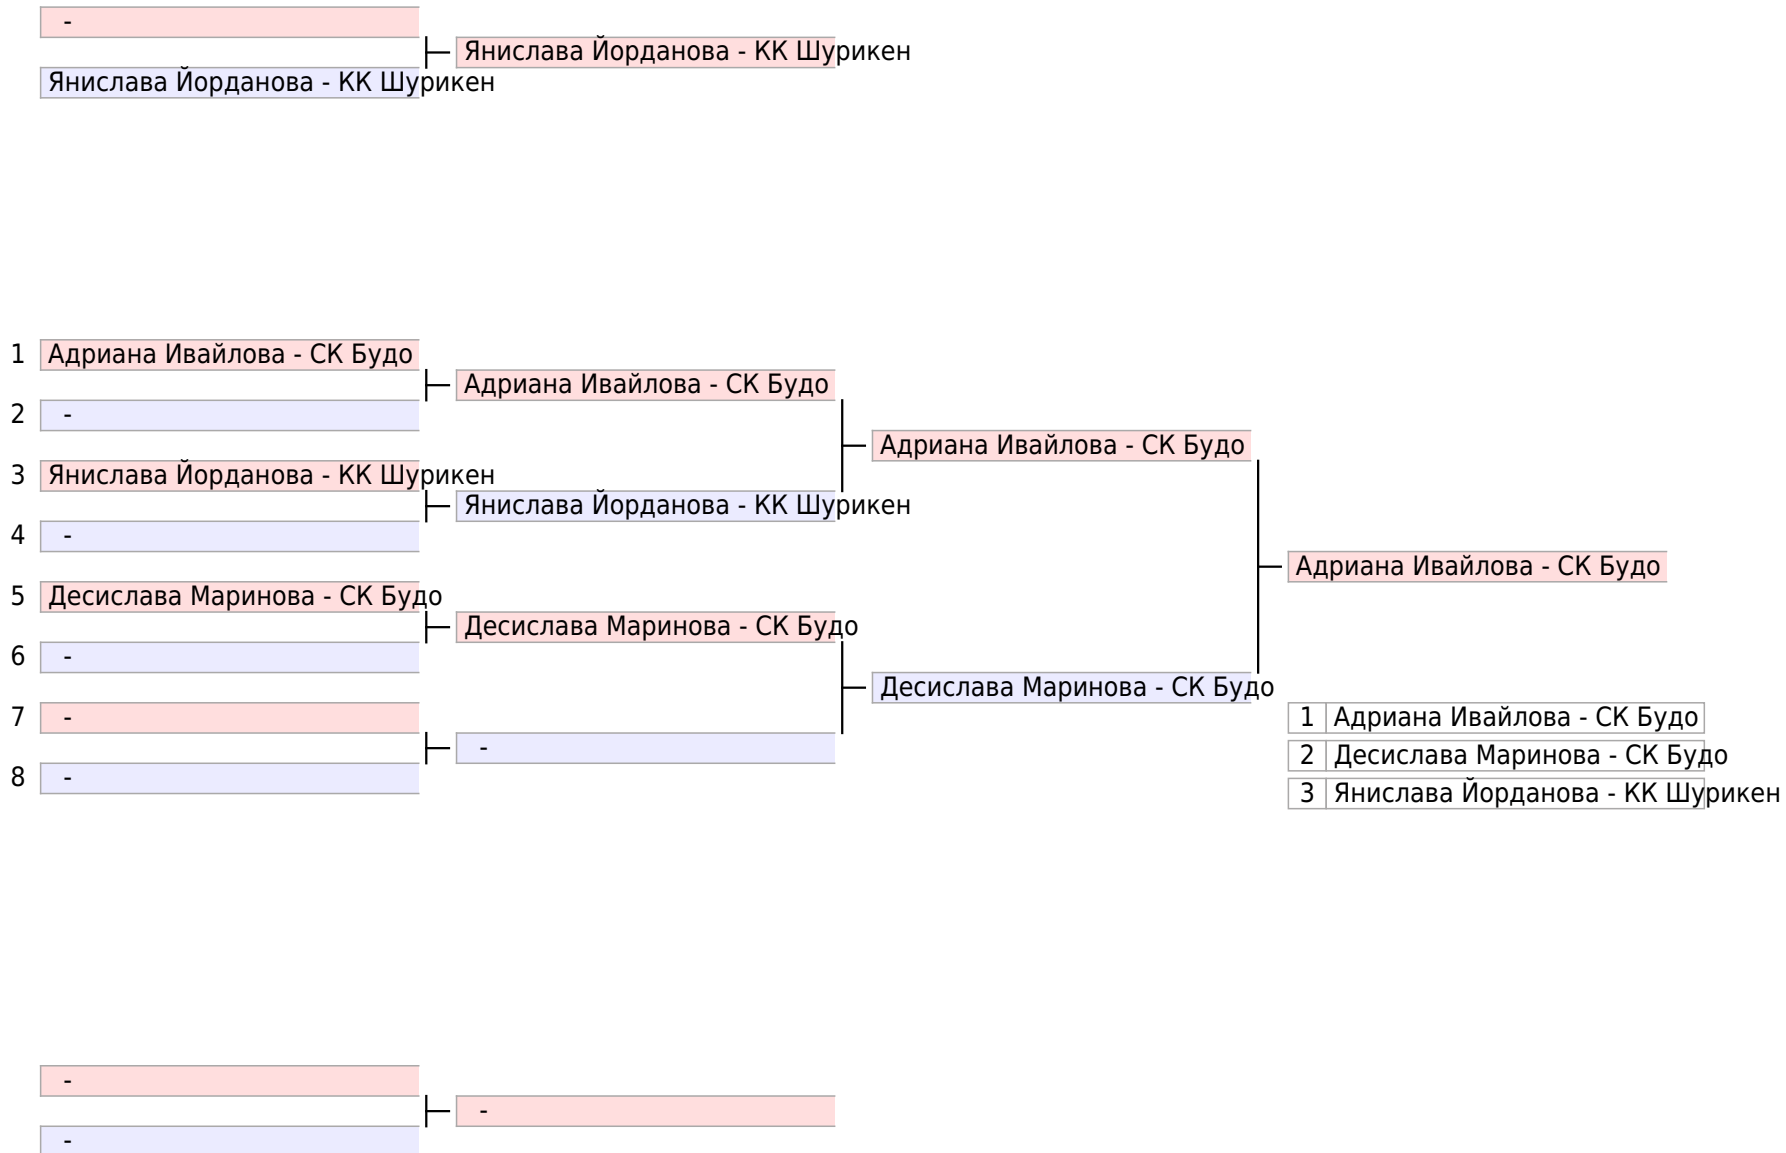 -
Янислава Йорданова - КК Шурикен
Янислава Йорданова - КК Шурикен
1 Адриана Ивайлова - СК Будо
Адриана Ивайлова - СК Будо
2 -
Адриана Ивайлова - СК Будо
3 Янислава Йорданова - КК Шурикен
Янислава Йорданова - КК Шурикен
4 -
Адриана Ивайлова - СК Будо
5 Десислава Маринова - СК Будо
Десислава Маринова - СК Будо
6 -
Десислава Маринова - СК Будо
7 -
-
8 -
1 Адриана Ивайлова - СК Будо
2 Десислава Маринова - СК Будо
3 Янислава Йорданова - КК Шурикен
-
-
-